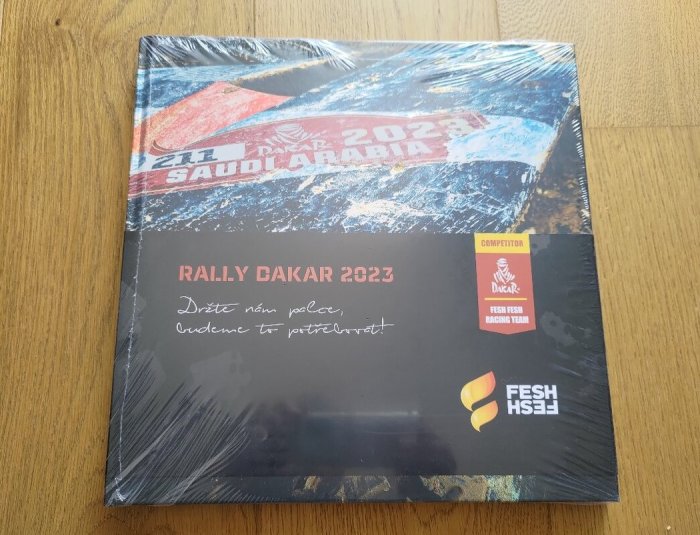 211
DAKAR 2023
SAUDI ARABIA
RALLY DAKAR 2023
Držte nám palce,
budeme to potřebovat!
COMPETITOR
DAKAR
FESH FESH
RACING TEAM
FESH
FESH